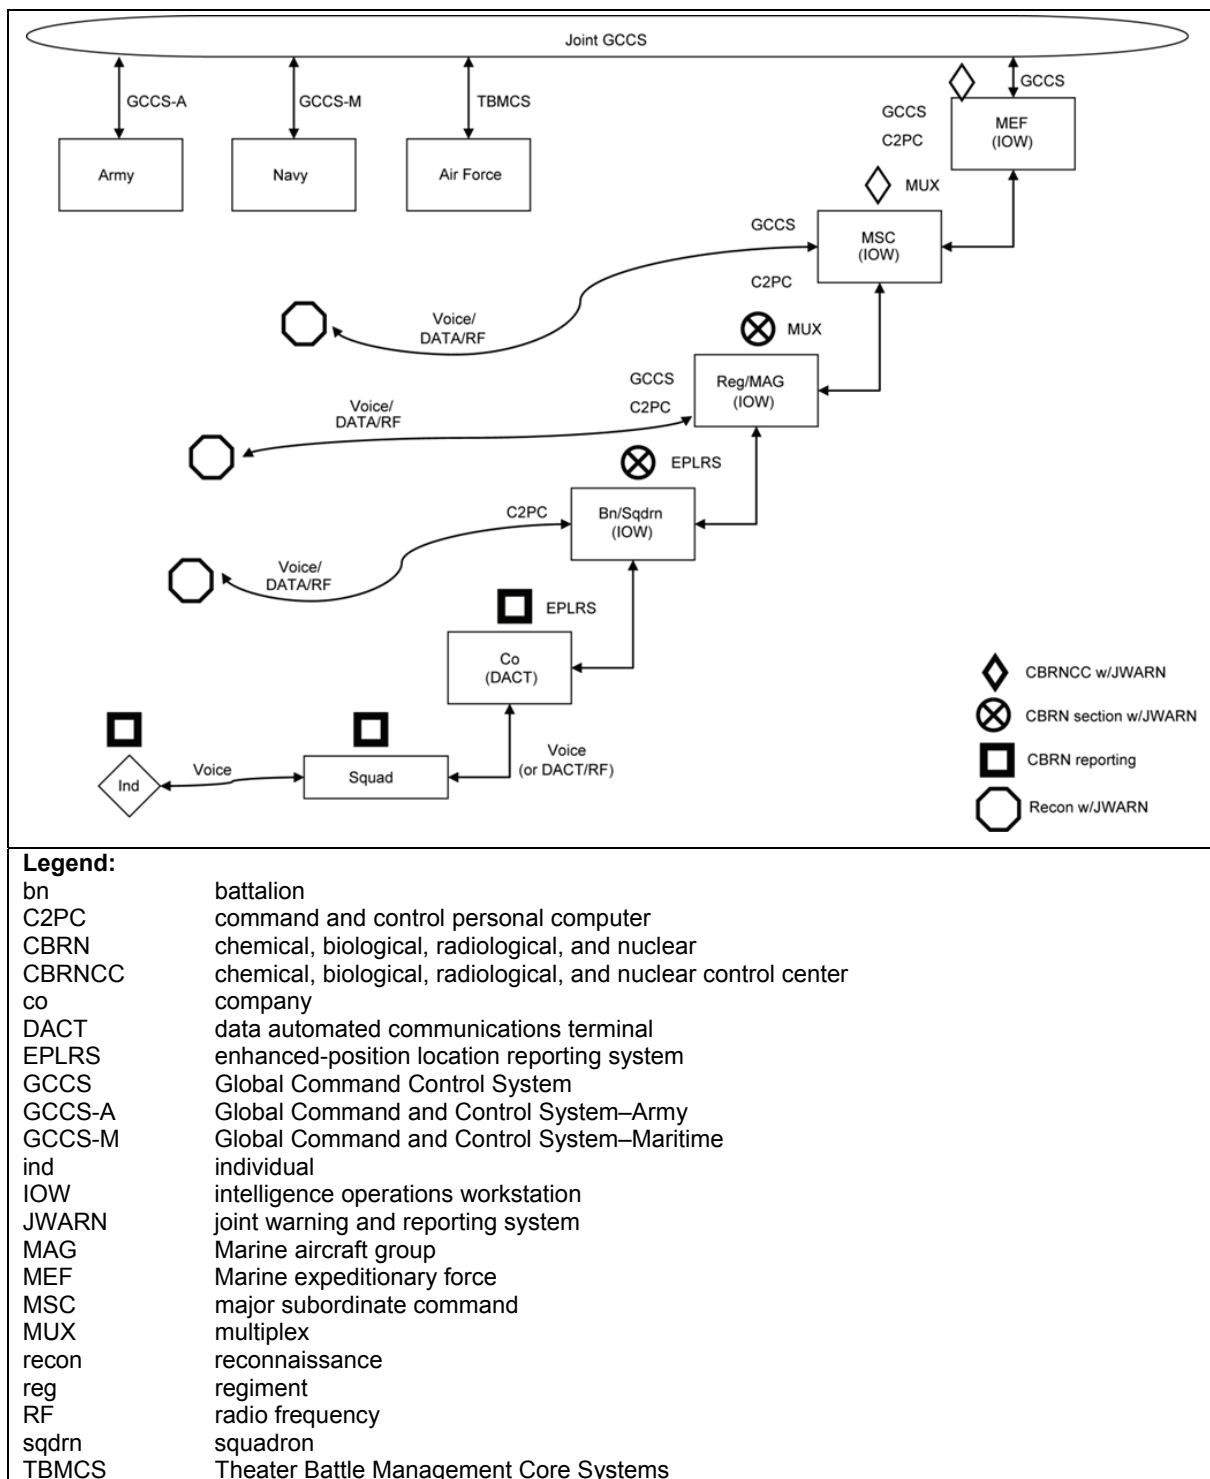 Joint GCCS
GCCS-A
GCCS-M
TBMCS
GCCS
Army
Navy
Air Force
GCCS
C2PC
MEF
(IOW)
MUX
GCCS
C2PC
MSC
(IOW)
Voice/
DATA/RF
MUX
GCCS
C2PC
Reg/MAG
(IOW)
Voice/
DATA/RF
EPLRS
C2PC
Bn/Sqdrn
(IOW)
Voice/
DATA/RF
EPLRS
Co
(DACT)
Voice
(or DACT/RF)
Ind
Voice
Squad
CBRNCC w/JWARN
CBRN section w/JWARN
CBRN reporting
Recon w/JWARN
Legend:
bn battalion
C2PC command and control personal computer
CBRN chemical, biological, radiological, and nuclear
CBRNCC chemical, biological, radiological, and nuclear control center
co company
DACT data automated communications terminal
EPLRS enhanced-position location reporting system
GCCS Global Command Control System
GCCS-A Global Command and Control System–Army
GCCS-M Global Command and Control System–Maritime
ind individual
IOW intelligence operations workstation
JWARN joint warning and reporting system
MAG Marine aircraft group
MEF Marine expeditionary force
MSC major subordinate command
MUX multiplex
recon reconnaissance
reg regiment
RF radio frequency
sqdrn squadron
TBMCS Theater Battle Management Core Systems